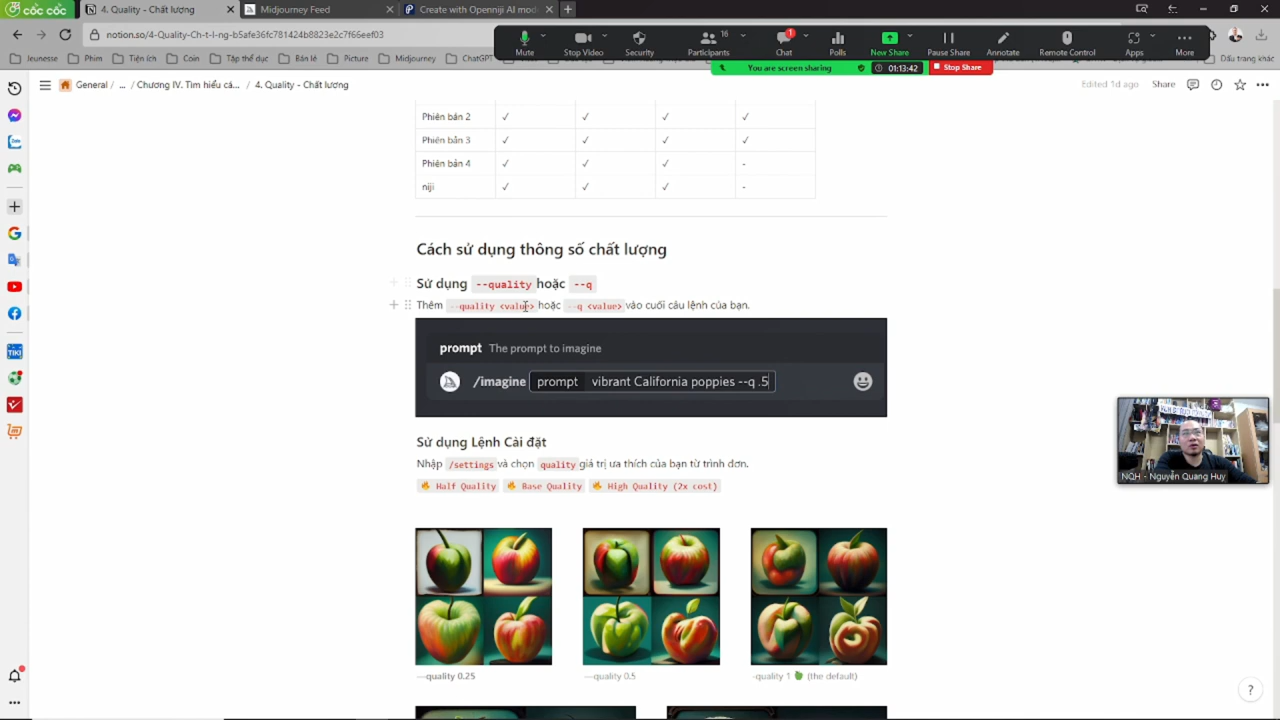 cốc cốc
4. Quality - Chất lượng
Midjourney Feed
Create with Openniji AI mod
notion.so/4-Quality-Ch-t-l-ng-b5afe36fc781424b8823e2c7f66eef03
Mute
Stop Video
Security
16
Participants
1
Chat
Polls
New Share
Pause Share
Annotate
Remote Control
Apps
More
Jeunesse
Phim
Tiện ích
Coin
Tập thể dục
Bán lẻ
Picture
Midjourney
ChatGPT
Dấu trang khác
You are screen sharing
01:13:42
Stop Share
General / ... / Chương IV. Tìm hiểu cá... / 4. Quality - Chất lượng
Edited 1d ago
Share
Phiên bản 2 ✓ ✓ ✓ ✓
Phiên bản 3 ✓ ✓ ✓ ✓
Phiên bản 4 ✓ ✓ ✓ -
niji ✓ ✓ ✓ -
Cách sử dụng thông số chất lượng
Sử dụng --quality hoặc --q
Thêm --quality <value> hoặc --q <value> vào cuối câu lệnh của bạn.
prompt The prompt to imagine
/imagine prompt vibrant California poppies --q .5
Sử dụng Lệnh Cài đặt
Nhập /settings và chọn quality giá trị ưa thích của bạn từ trình đơn.
🔥 Half Quality 🔥 Base Quality 🔥 High Quality (2x cost)
NQH - Nguyễn Quang Huy
TIKI
—quality 0.25
—quality 0.5
-quality 1 🍏 (the default)
?